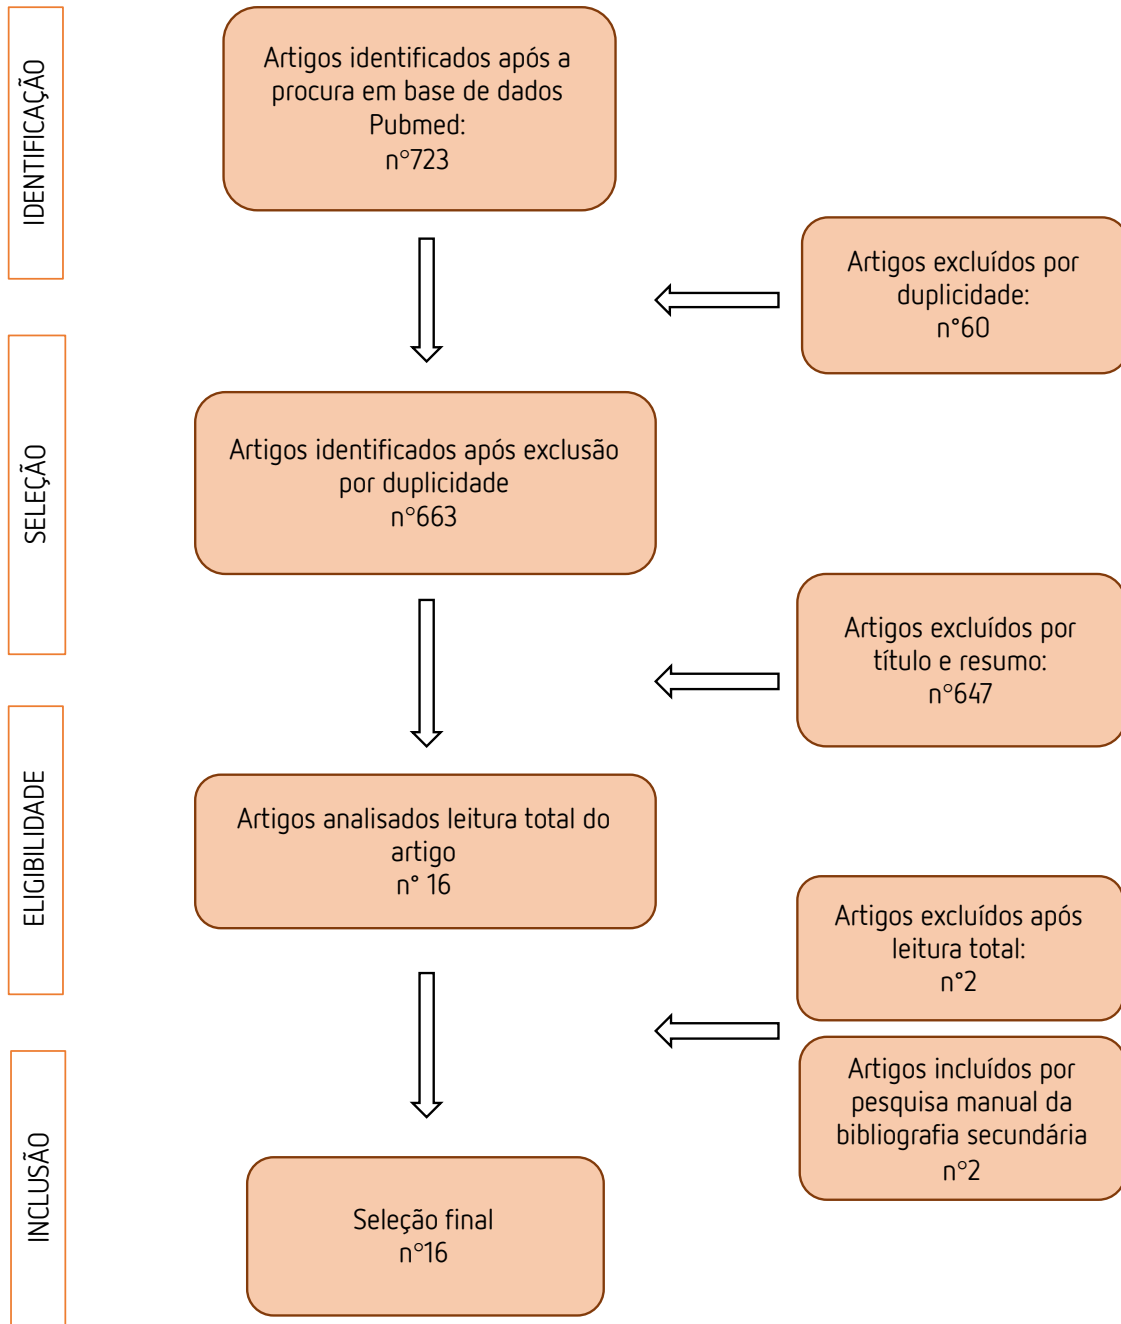 IDENTIFICAÇÃO
Artigos identificados após a
procura em base de dados
Pubmed:
n°723
Artigos excluídos por
duplicidade:
n°60
SELEÇÃO
Artigos identificados após exclusão
por duplicidade
n°663
Artigos excluídos por
título e resumo:
n°647
ELIGIBILIDADE
Artigos analisados leitura total do
artigo
n° 16
Artigos excluídos após
leitura total:
n°2
Artigos incluídos por
pesquisa manual da
bibliografia secundária
n°2
INCLUSÃO
Seleção final
n°16